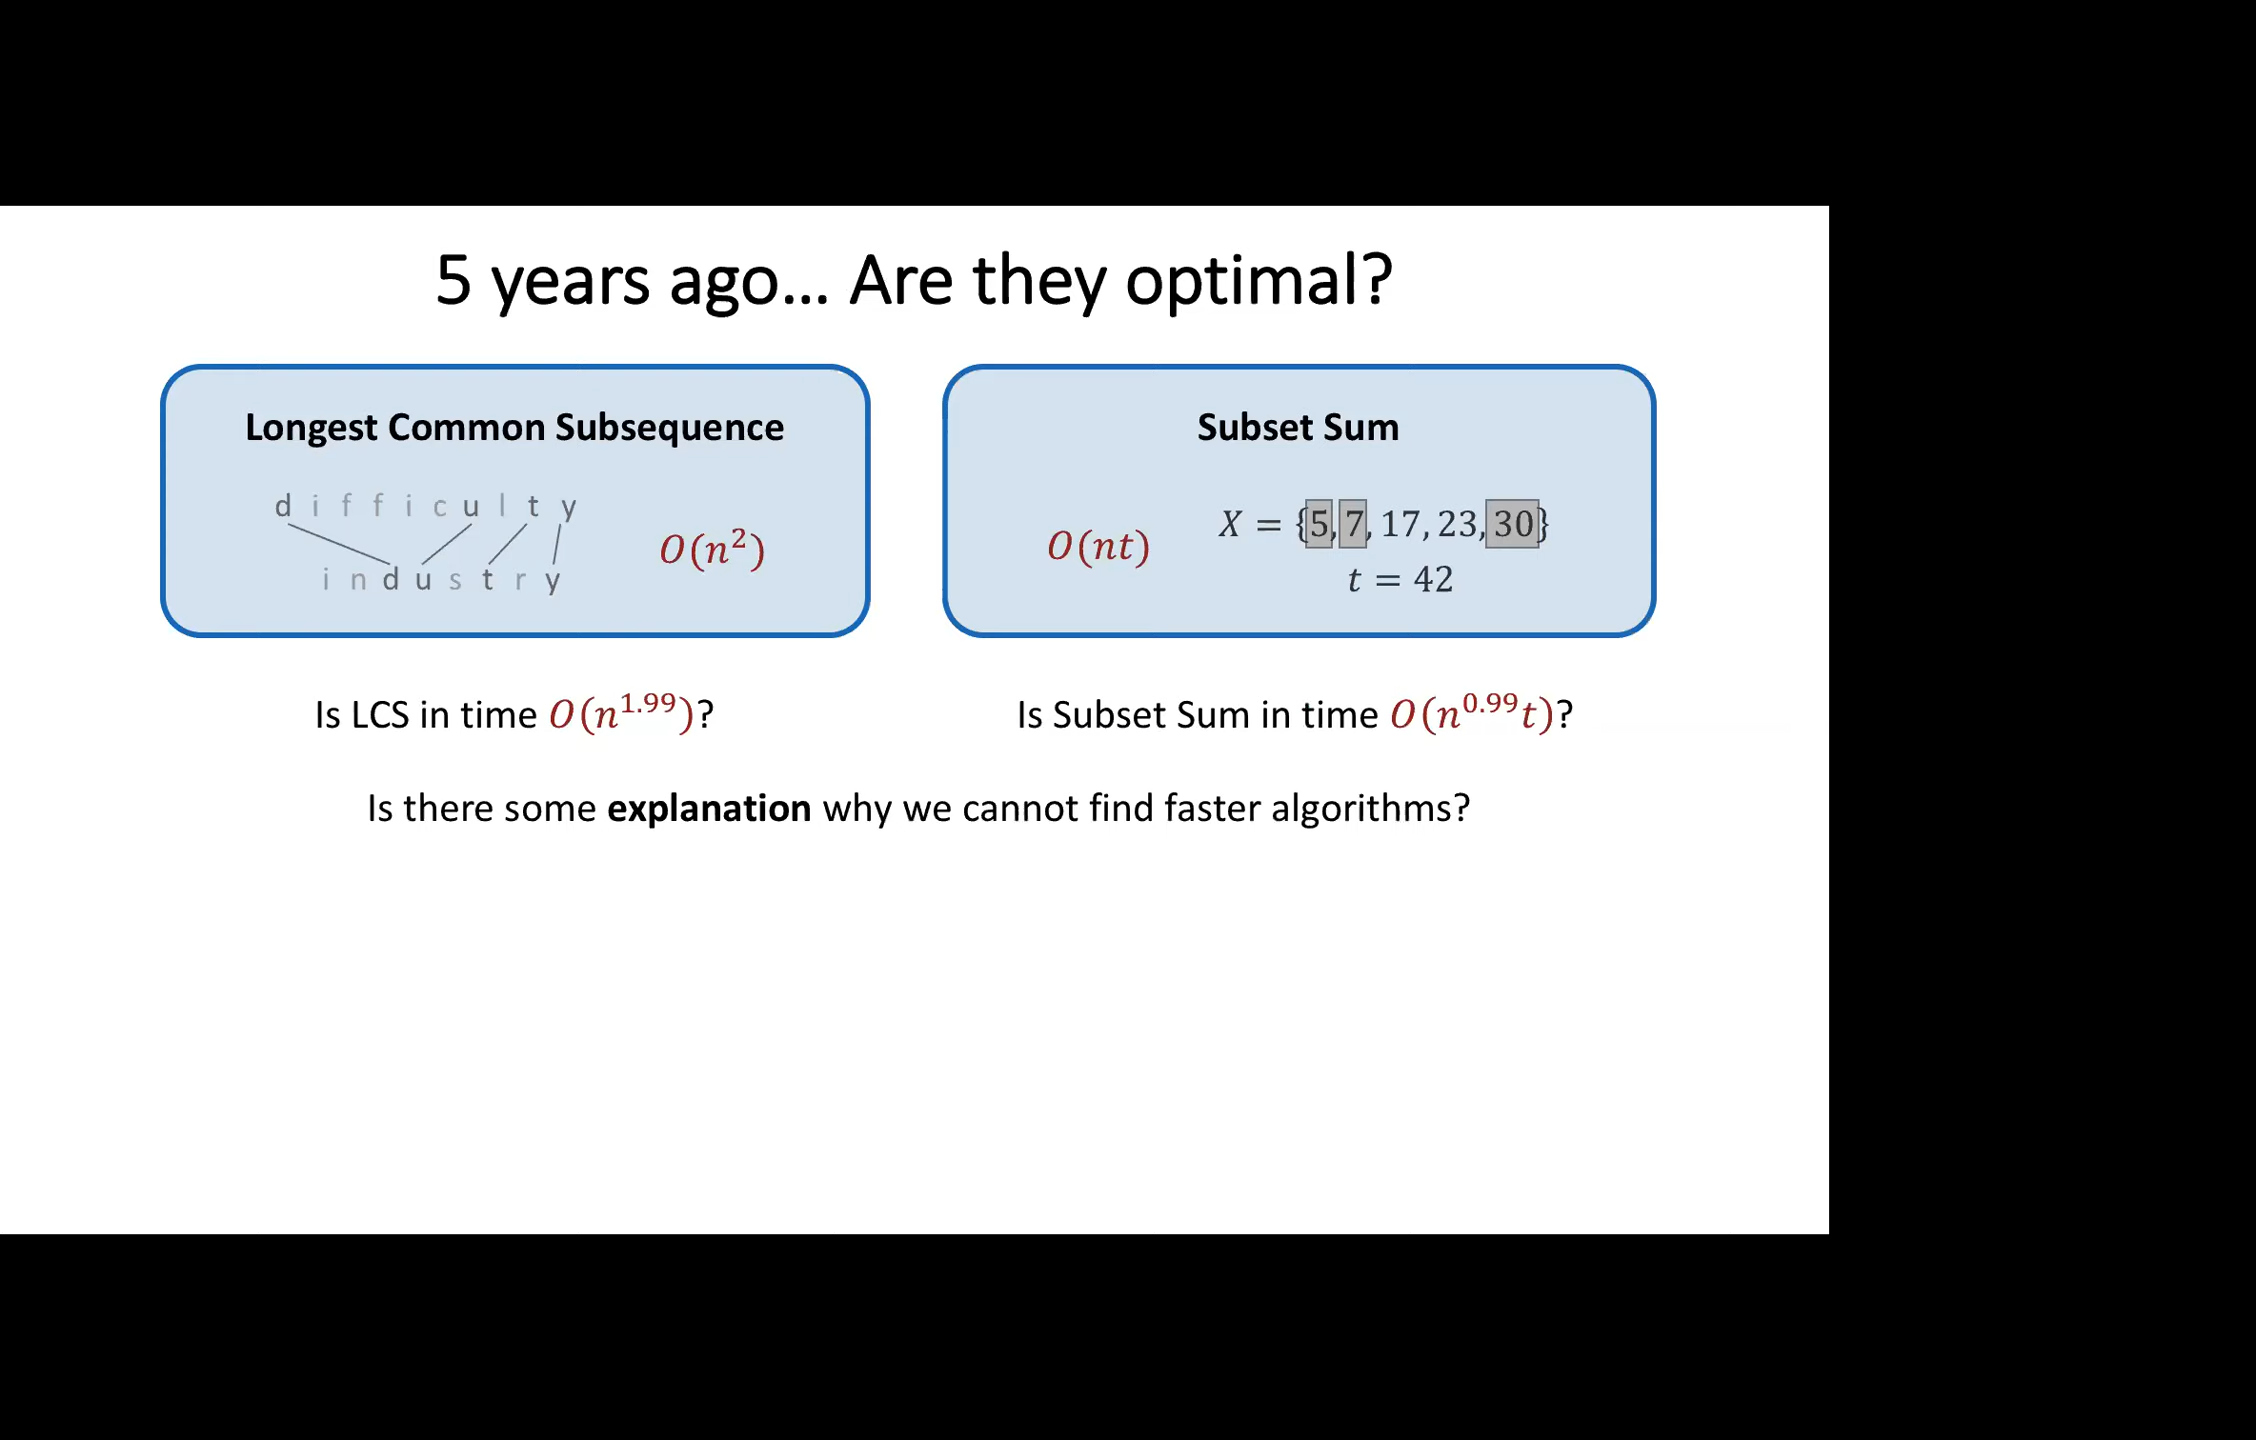 5 years ago... Are they optimal?
Longest Common Subsequence
d i f f i c u l t y
i n d u s t r y
O(n²)
Subset Sum
O(nt)
X = {5, 7, 17, 23, 30}
t = 42
Is LCS in time O(n^1.99)?
Is Subset Sum in time O(n^0.99 t)?
Is there some explanation why we cannot find faster algorithms?